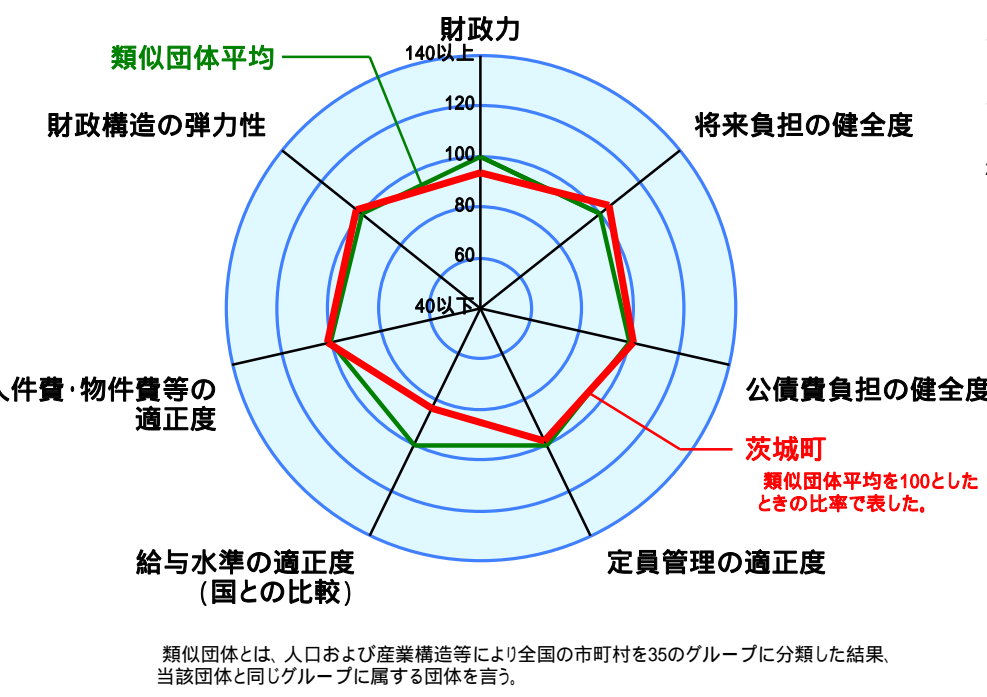 財政力
140以上
類似団体平均
120
財政構造の弾力性
将来負担の健全度
100
80
60
40以下
人件費・物件費等の
適正度
公債費負担の健全度
茨城町
類似団体平均を100とした
ときの比率で表した。
給与水準の適正度
(国との比較)
定員管理の適正度
類似団体とは、人口および産業構造等により全国の市町村を35のグループに分類した結果、
当該団体と同じグループに属する団体を言う。